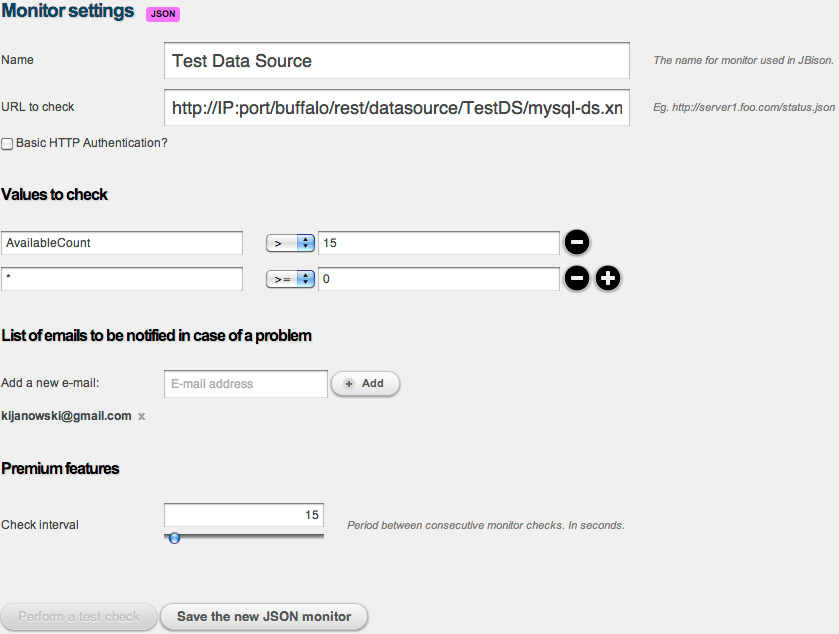 Monitor settings JSON
Name Test Data Source The name for monitor used in JBison.
URL to check http://IP:port/buffalo/rest/datasource/TestDS/mysql-ds.xn Eg. http://server1.foo.com/status.json
Basic HTTP Authentication?
Values to check
AvailableCount > 15
* >= 0
List of emails to be notified in case of a problem
Add a new e-mail: E-mail address Add
kijanowski@gmail.com x
Premium features
Check interval 15 Period between consecutive monitor checks. In seconds.
Perform a test check Save the new JSON monitor